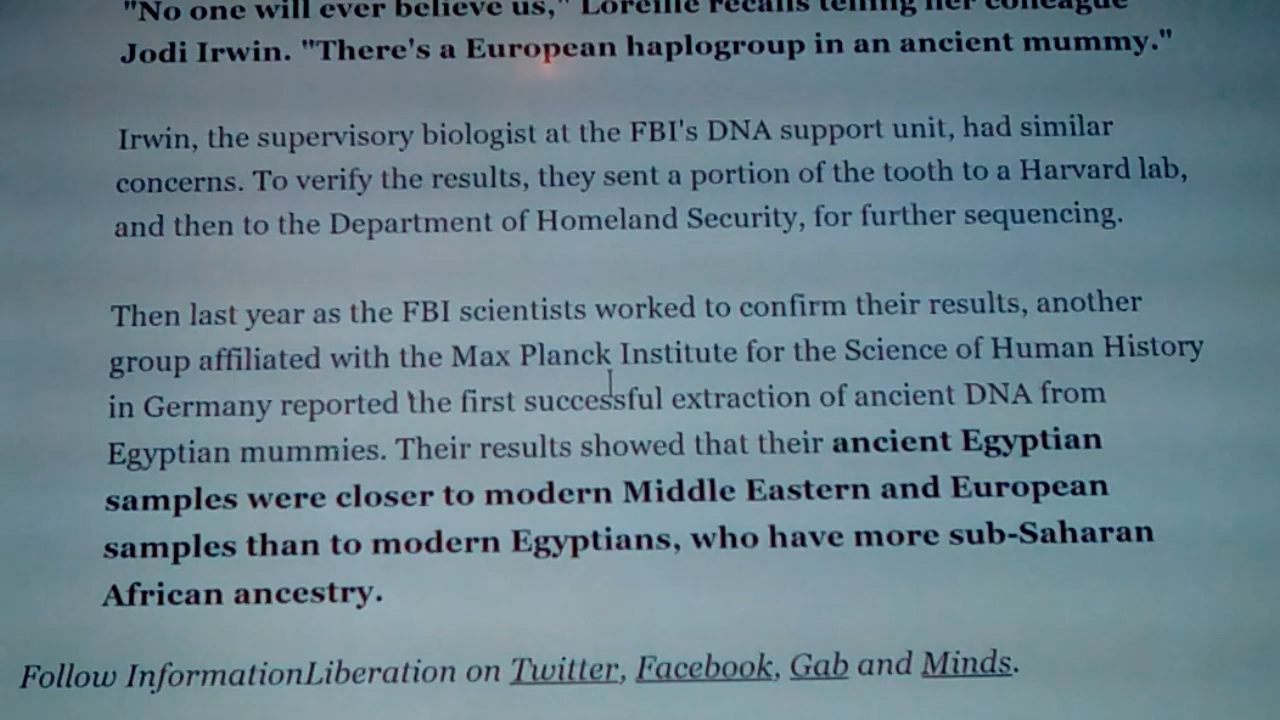 "No one will ever believe us," Loreille recalls telling her colleague
Jodi Irwin. "There's a European haplogroup in an ancient mummy."
Irwin, the supervisory biologist at the FBI's DNA support unit, had similar
concerns. To verify the results, they sent a portion of the tooth to a Harvard lab,
and then to the Department of Homeland Security, for further sequencing.
Then last year as the FBI scientists worked to confirm their results, another
group affiliated with the Max Planck Institute for the Science of Human History
in Germany reported the first successful extraction of ancient DNA from
Egyptian mummies. Their results showed that their ancient Egyptian
samples were closer to modern Middle Eastern and European
samples than to modern Egyptians, who have more sub-Saharan
African ancestry.
Follow InformationLiberation on Twitter, Facebook, Gab and Minds.